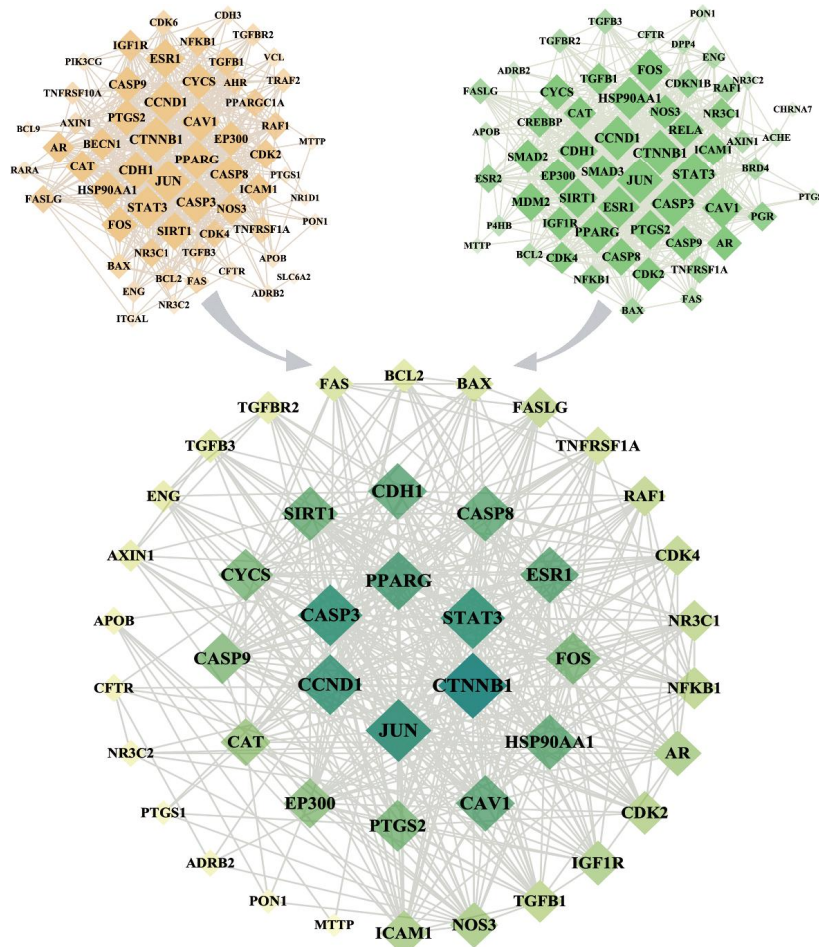 CDH3
CDK6
TGFBR2
NFKB1
IGF1R
ESR1
VCL
TGFB1
PIK3CG
CYCS
AHR
TRAF2
CASP9
TNFRSF10A
CCND1
PPARGC1A
PTGS2
CAV1
RAF1
BCL9
AXIN1
CTNNB1
EP300
MTTP
AR
BECN1
CDK2
PPARG
RARA
CAT
CDH1
CASP8
PTGS1
JUN
HSP90AA1
ICAM1
NR1D1
FASLG
STAT3
CASP3
NOS3
PON1
FOS
SIRT1
CDK4
TNFRSF1A
NR3C1
TGFB3
APOB
BAX
CFTR
SLC6A2
BCL2
FAS
ENG
ADRB2
NR3C2
ITGAL
PON1
TGFB3
CFTR
TGFBR2
DPP4
ENG
ADRB2
FOS
TGFB1
NR3C2
CDKN1B
RAF1
FASLG
CYCS
HSP90AA1
CHRNA7
CAT
NOS3
NR3C1
CREBBP
RELA
APOB
CCND1
ACHE
AXIN1
CTNNB1
ICAM1
SMAD2
CDH1
BRD4
SMAD3
STAT3
ESR2
EP300
JUN
SIRT1
PTGS
MDM2
ESR1
CASP3
CAV1
PGR
P4HB
IGF1R
PTGS2
PPARG
AR
MTTP
CASP9
BCL2
CDK4
CASP8
TNFRSF1A
NFKB1
CDK2
FAS
BAX
BCL2
FAS
BAX
TGFBR2
FASLG
TGFB3
TNFRSF1A
CDH1
ENG
RAF1
SIRT1
CASP8
AXIN1
CDK4
CYCS
PPARG
ESR1
CASP3
STAT3
APOB
NR3C1
CASP9
FOS
CCND1
CTNNB1
CFTR
NFKB1
JUN
CAT
HSP90AA1
NR3C2
AR
EP300
CAV1
PTGS1
PTGS2
CDK2
ADRB2
IGF1R
PON1
TGFB1
MTTP
NOS3
ICAM1